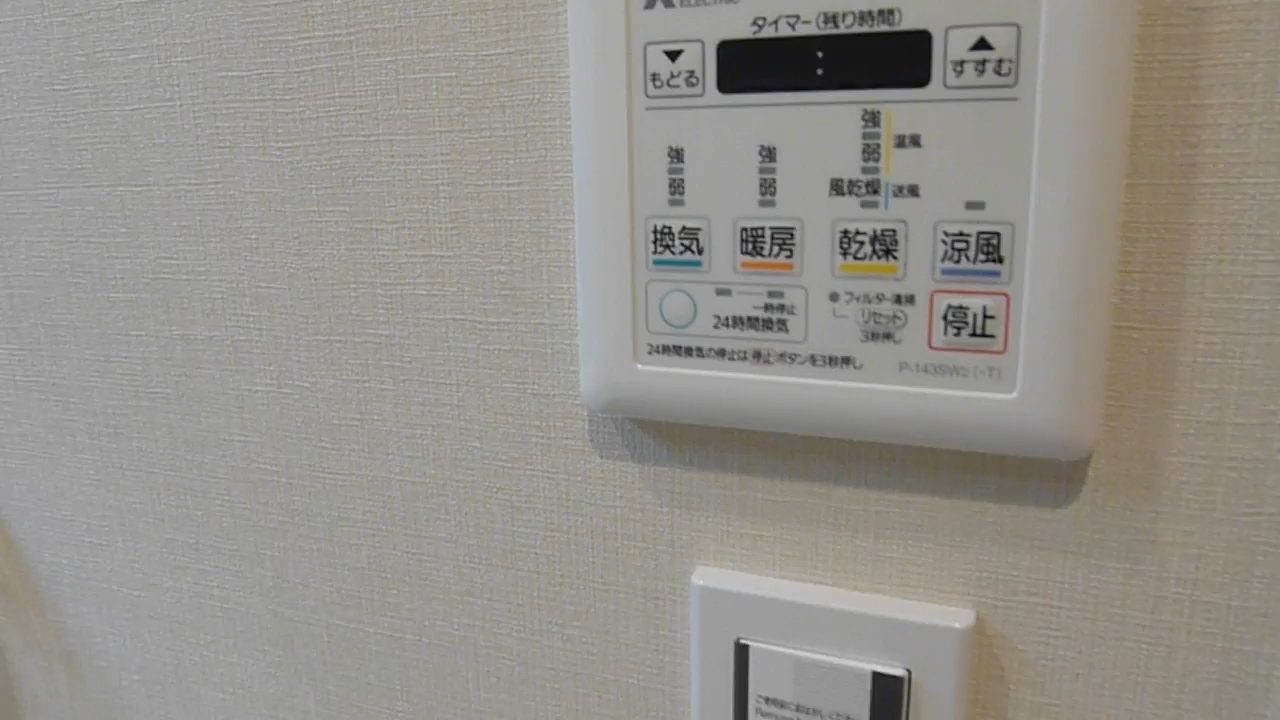 ELECTRIC
タイマー(残り時間)
もどる
すすむ
強
温風
強 強 弱
弱 弱 風乾燥 送風
換気 暖房 乾燥 涼風
一時停止
24時間換気
フィルター清掃
リセット
3秒押し
停止
24時間換気の停止は停止ボタンを3秒押し
P-143SW2(-T)